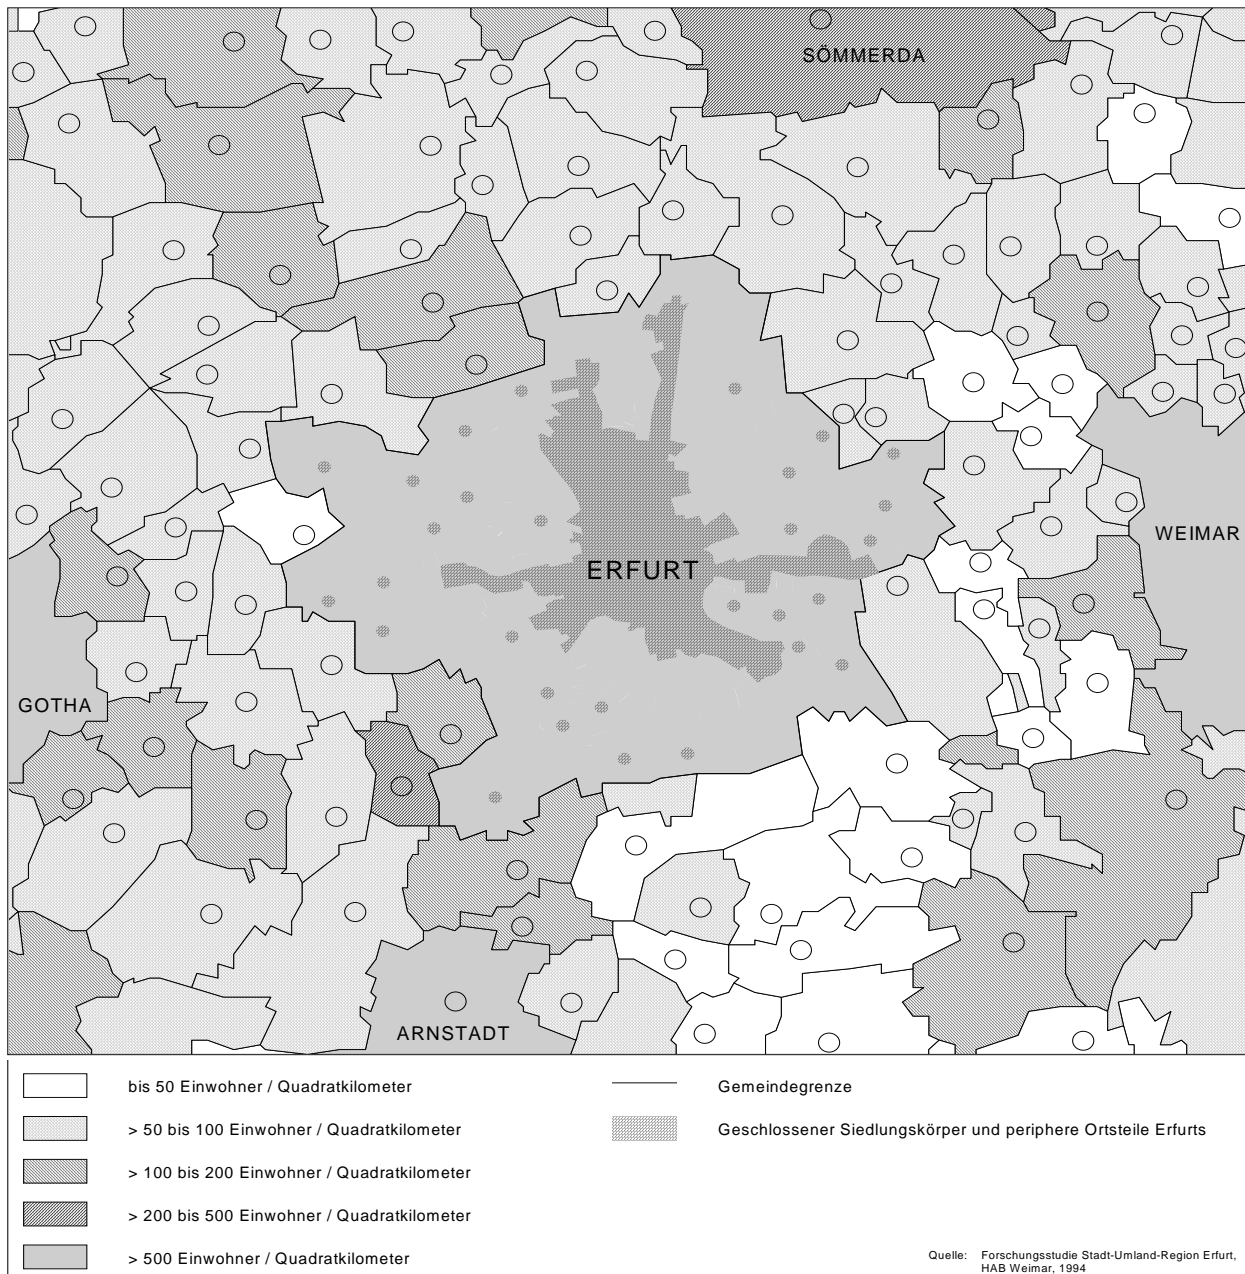 SÖMMERDA
WEIMAR
ERFURT
GOTHA
ARNSTADT
bis 50 Einwohner / Quadratkilometer
> 50 bis 100 Einwohner / Quadratkilometer
> 100 bis 200 Einwohner / Quadratkilometer
> 200 bis 500 Einwohner / Quadratkilometer
> 500 Einwohner / Quadratkilometer
Gemeindegrenze
Geschlossener Siedlungskörper und periphere Ortsteile Erfurts
Quelle: Forschungsstudie Stadt-Umland-Region Erfurt,
HAB Weimar, 1994